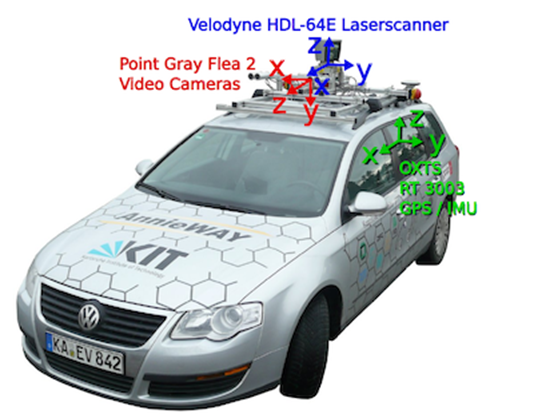 Velodyne HDL-64E Laserscanner
Point Gray Flea 2
Video Cameras
z
x
y
x
z
y
z
x
y
OXTS
RT 3003
GPS / IMU
AnnieWAY
KIT
KA EV 842